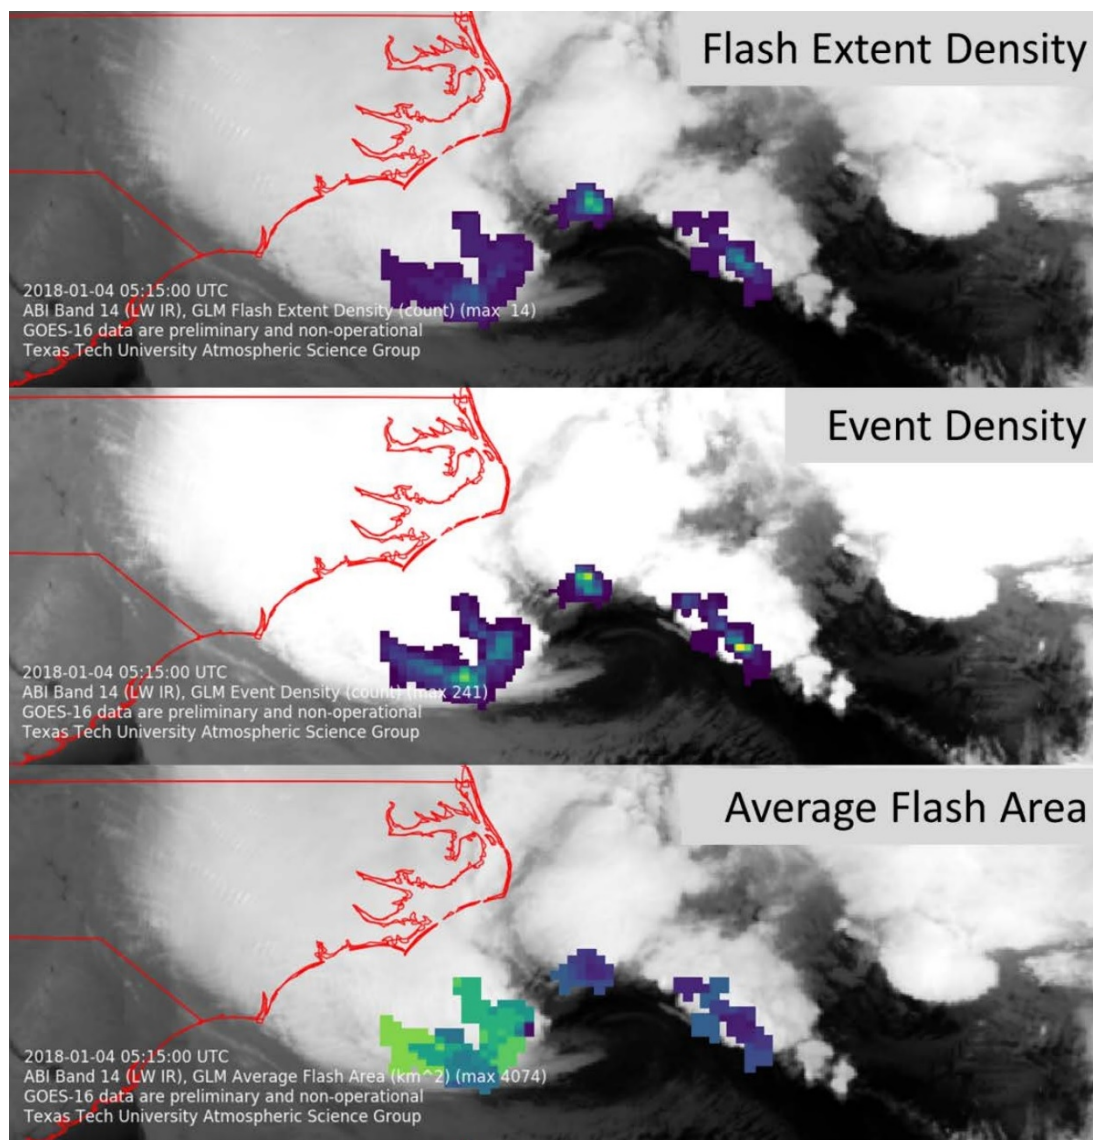 Flash Extent Density
2018-01-04 05:15:00 UTC
ABI Band 14 (LW IR), GLM Flash Extent Density (count) (max  14)
GOES-16 data are preliminary and non-operational
Texas Tech University Atmospheric Science Group
Event Density
2018-01-04 05:15:00 UTC
ABI Band 14 (LW IR), GLM Event Density (count) (max 241)
GOES-16 data are preliminary and non-operational
Texas Tech University Atmospheric Science Group
Average Flash Area
2018-01-04 05:15:00 UTC
ABI Band 14 (LW IR), GLM Average Flash Area (km^2) (max 4074)
GOES-16 data are preliminary and non-operational
Texas Tech University Atmospheric Science Group